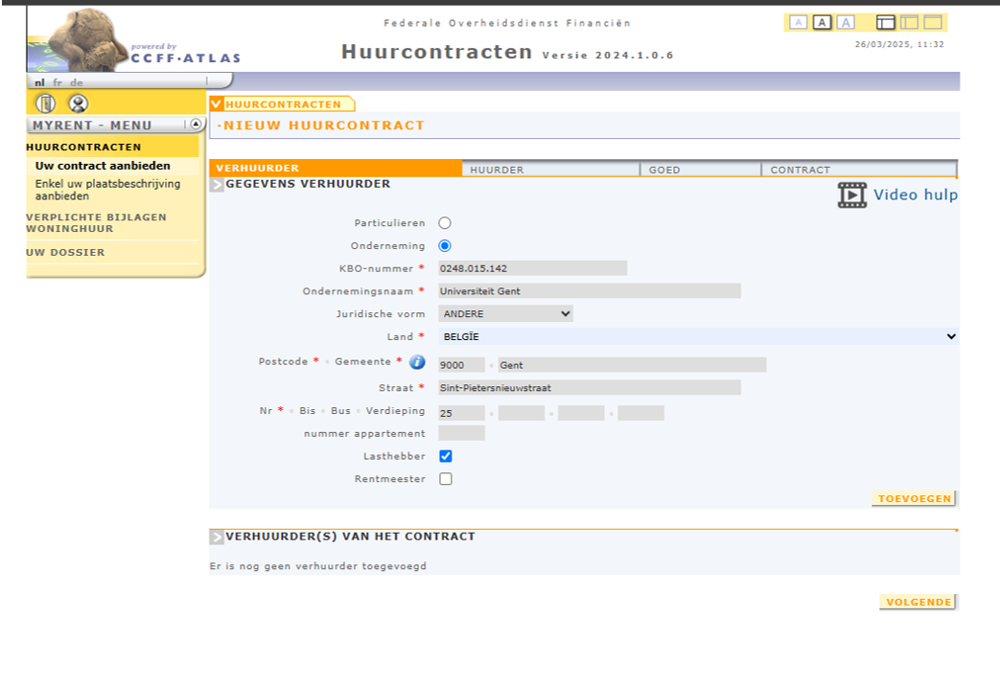 Federale Overheidsdienst Financiën
A A A
powered by
CCFF·ATLAS
Huurcontracten Versie 2024.1.0.6
26/03/2025, 11:32
nl fr de
MYRENT - MENU
HUURCONTRACTEN
Uw contract aanbieden
Enkel uw plaatsbeschrijving
aanbieden
VERPLICHTE BIJLAGEN
WONINGHUUR
UW DOSSIER
HUURCONTRACTEN
·NIEUW HUURCONTRACT
VERHUURDER HUURDER GOED CONTRACT
GEGEVENS VERHUURDER
Video hulp
Particulieren
Onderneming
KBO-nummer * 0248.015.142
Ondernemingsnaam * Universiteit Gent
Juridische vorm ANDERE
Land * BELGÏE
Postcode * Gemeente * i 9000 Gent
Straat * Sint-Pietersnieuwstraat
Nr * Bis Bus Verdieping 25
nummer appartement
Lasthebber
Rentmeester
TOEVOEGEN
VERHUURDER(S) VAN HET CONTRACT
Er is nog geen verhuurder toegevoegd
VOLGENDE